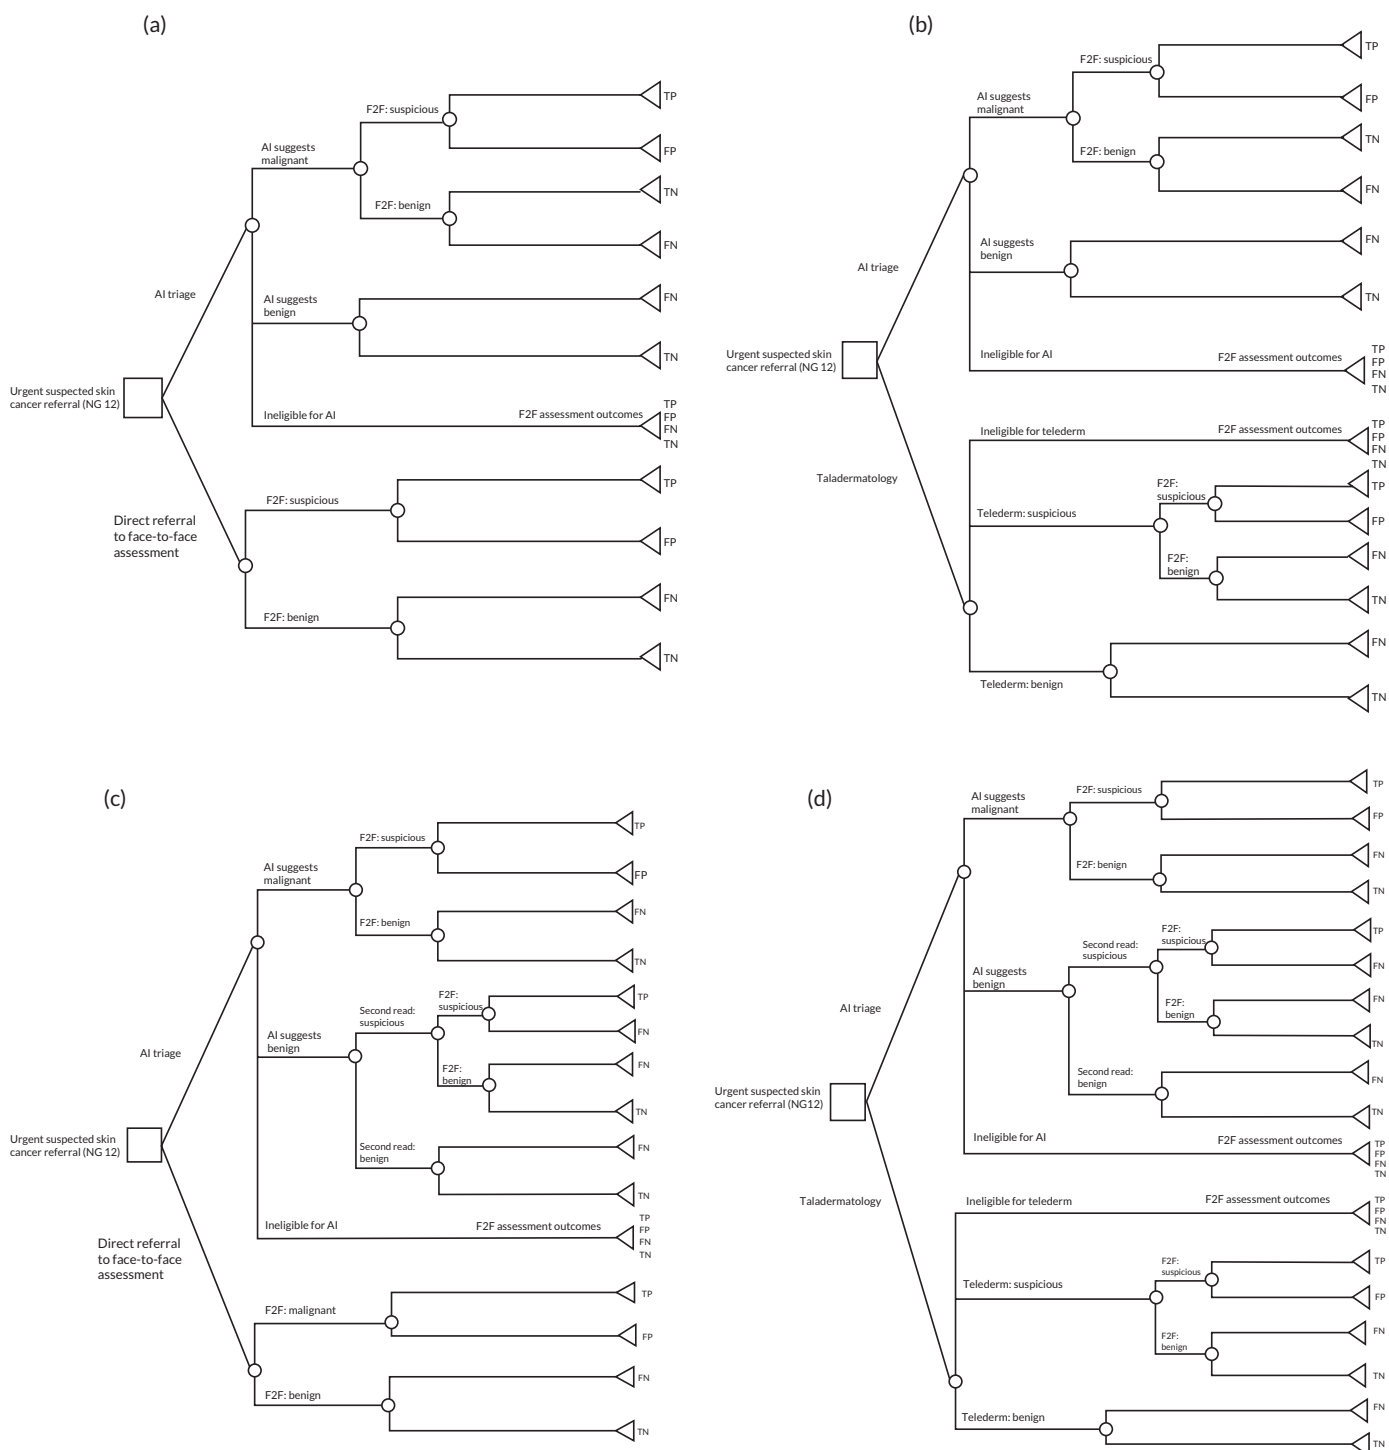 (a)
TP
F2F: suspicious
AI suggests
malignant
FP
TN
F2F: benign
FN
AI triage
AI suggests
benign
FN
TN
Urgent suspected skin
cancer referral (NG 12)
Ineligible for AI
F2F assessment outcomes
TP
FP
FN
TN
F2F: suspicious
TP
Direct referral
to face-to-face
assessment
FP
FN
F2F: benign
TN
(b)
TP
F2F: suspicious
AI suggests
malignant
FP
TN
F2F: benign
FN
AI suggests
benign
FN
AI triage
TN
Urgent suspected skin
cancer referral (NG 12)
Ineligible for AI
F2F assessment outcomes
TP
FP
FN
TN
Ineligible for telederm
F2F assessment outcomes
TP
FP
FN
TN
Taladermatology
F2F:
suspicious
TP
Telederm: suspicious
FP
F2F:
benign
FN
TN
FN
Telederm: benign
TN
(c)
TP
F2F: suspicious
AI suggests
malignant
FP
FN
F2F: benign
TN
F2F:
suspicious
TP
Second read:
suspicious
FN
AI suggests
benign
AI triage
F2F:
benign
FN
TN
Urgent suspected skin
cancer referral (NG 12)
Second read:
benign
FN
TN
Ineligible for AI
F2F assessment outcomes
TP
FP
FN
TN
Direct referral
to face-to-face
assessment
F2F: malignant
TP
FP
F2F: benign
FN
TN
(d)
TP
F2F: suspicious
AI suggests
malignant
FP
FN
F2F: benign
TN
F2F:
suspicious
TP
Second read:
suspicious
FN
AI suggests
benign
AI triage
F2F:
benign
FN
TN
Second read:
benign
FN
Urgent suspected skin
cancer referral (NG12)
TN
Ineligible for AI
F2F assessment outcomes
TP
FP
FN
TN
Taladermatology
Ineligible for telederm
F2F assessment outcomes
TP
FP
FN
TN
F2F:
suspicious
TP
Telederm: suspicious
FP
F2F:
benign
FN
TN
FN
Telederm: benign
TN